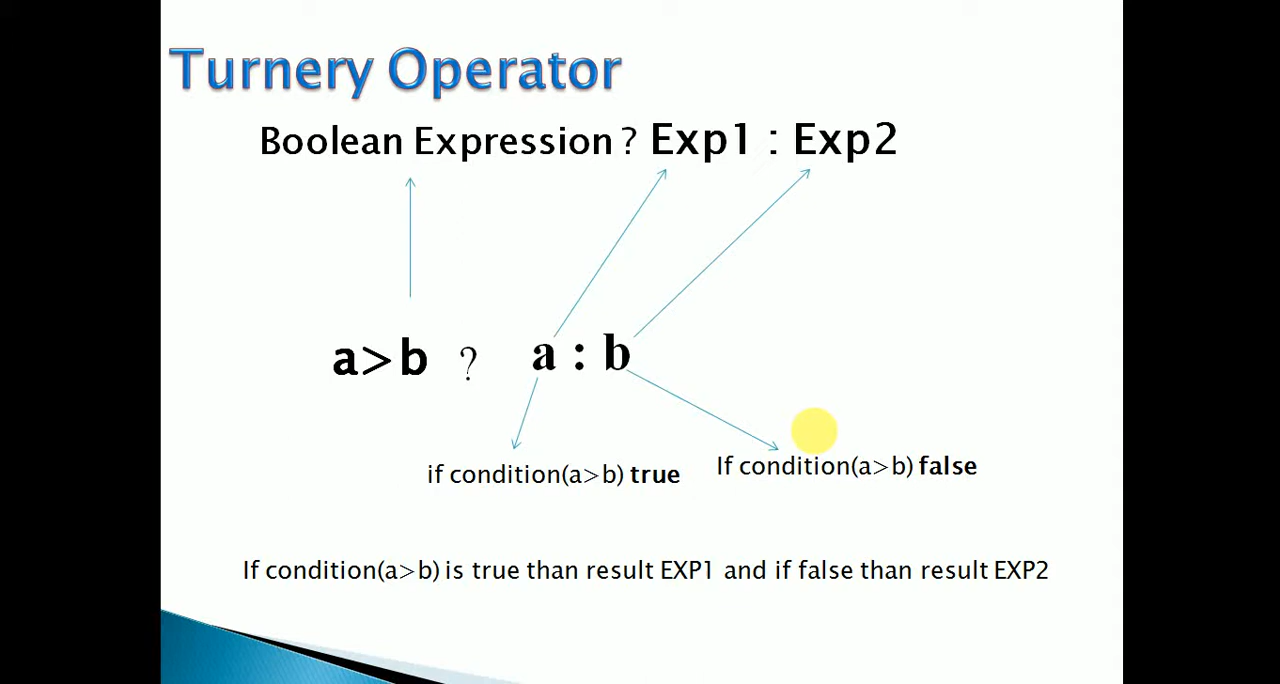 Turnery Operator
Boolean Expression ? Exp1 : Exp2
a>b ? a : b
if condition(a>b) true
If condition(a>b) false
If condition(a>b) is true than result EXP1 and if false than result EXP2